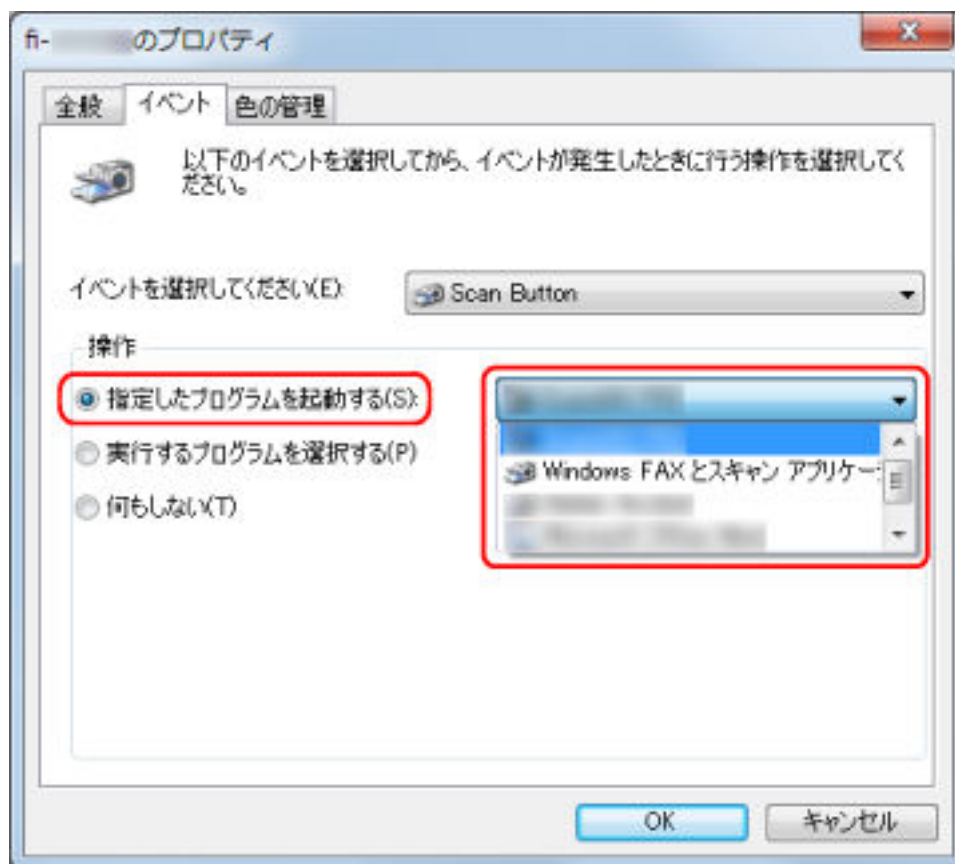 fi- のプロパティ
全般 イベント 色の管理
以下のイベントを選択してから、イベントが発生したときに行う操作を選択してく
ださい。
イベントを選択してください(E): Scan Button
操作
指定したプログラムを起動する(S):
実行するプログラムを選択する(P)
Windows FAX とスキャン アプリケー
何もしない(T)
OK キャンセル